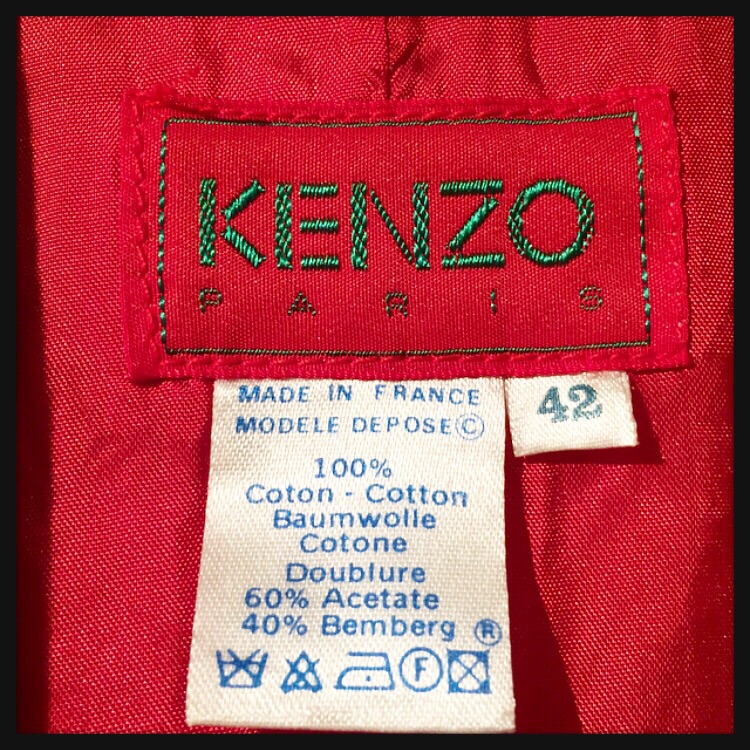 KENZO
PARIS
MADE IN FRANCE
MODELE DEPOSE©
42
100%
Coton - Cotton
Baumwolle
Cotone
Doublure
60% Acetate
40% Bemberg ®
F